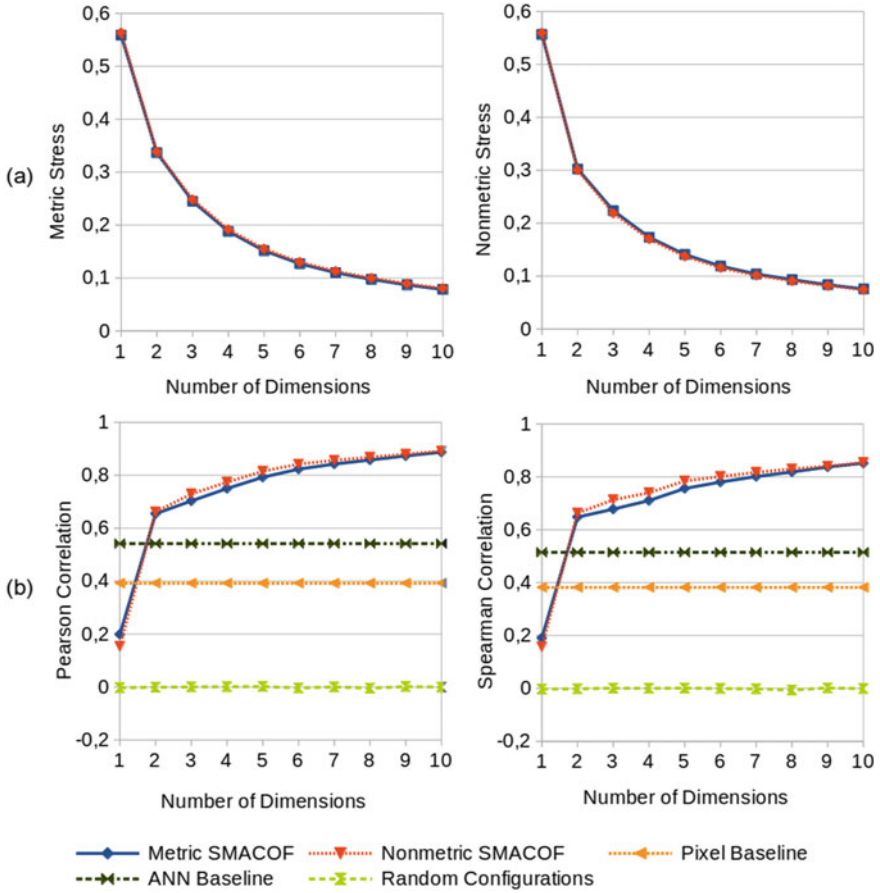 (a)
Metric Stress
0,6
0,5
0,4
0,3
0,2
0,1
0
1 2 3 4 5 6 7 8 9 10
Number of Dimensions
Nonmetric Stress
0,6
0,5
0,4
0,3
0,2
0,1
0
1 2 3 4 5 6 7 8 9 10
Number of Dimensions
(b)
Pearson Correlation
1
0,8
0,6
0,4
0,2
0
-0,2
1 2 3 4 5 6 7 8 9 10
Number of Dimensions
Spearman Correlation
1
0,8
0,6
0,4
0,2
0
-0,2
1 2 3 4 5 6 7 8 9 10
Number of Dimensions
Metric SMACOF Nonmetric SMACOF Pixel Baseline
ANN Baseline Random Configurations